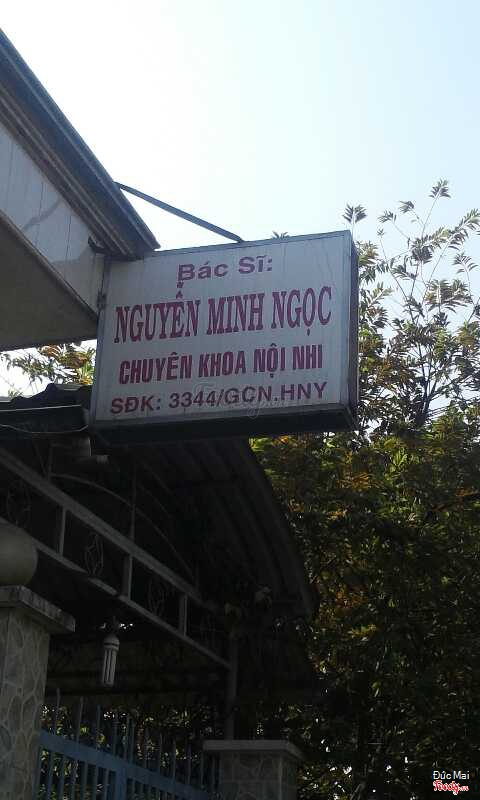 Bác Sĩ:
NGUYỄN MINH NGỌC
CHUYÊN KHOA NỘI NHI
SĐK: 3344/GCN.HNY
Đức Mai
Foody.vn